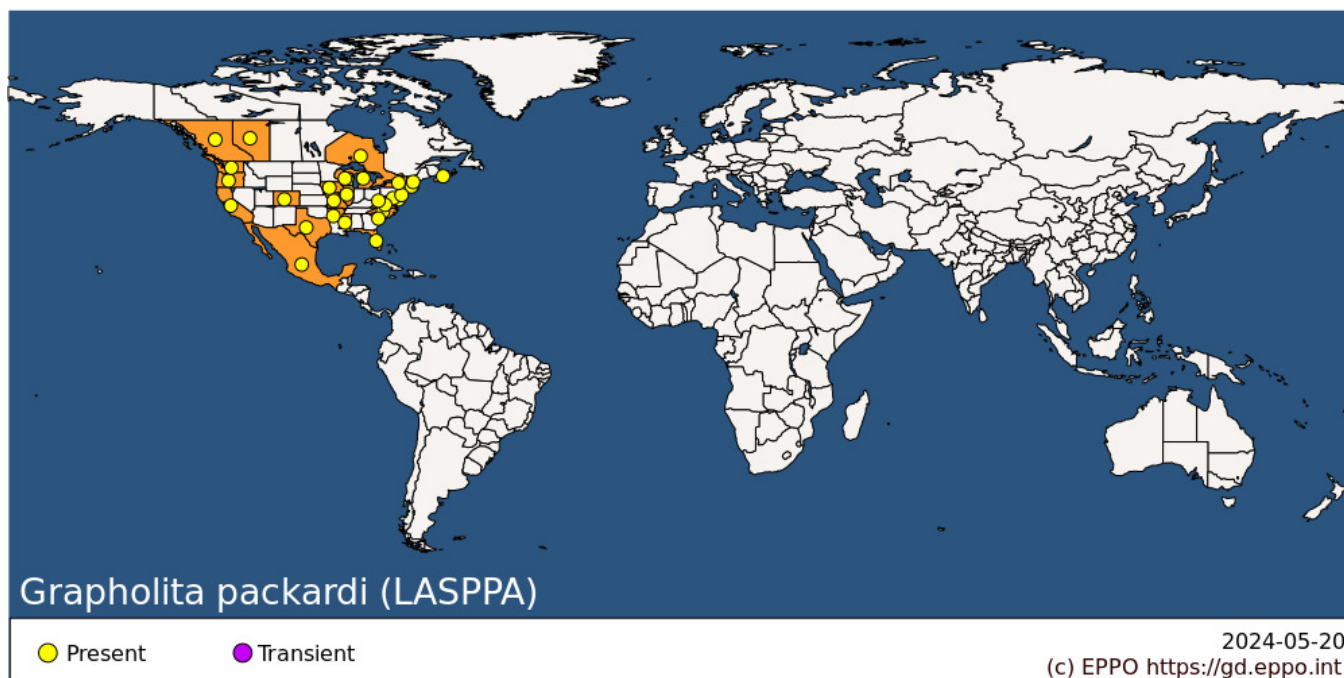 Grapholita packardi (LASPPA)
Present
Transient
2024-05-20
(c) EPPO https://gd.eppo.int